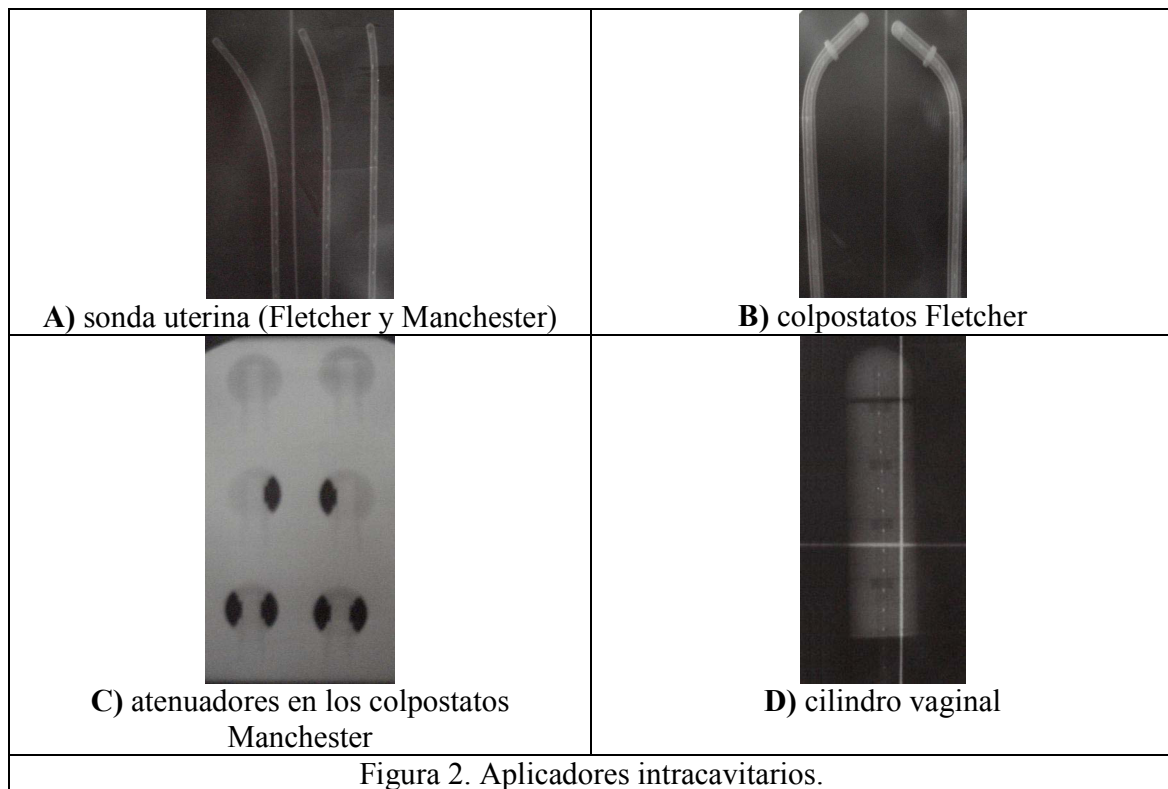 A) sonda uterina (Fletcher y Manchester)
B) colpostatos Fletcher
C) atenuadores en los colpostatos
Manchester
D) cilindro vaginal
Figura 2. Aplicadores intracavitarios.